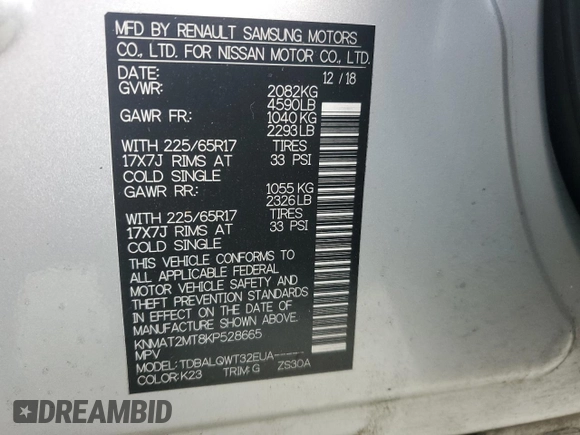 MFD BY RENAULT SAMSUNG MOTORS
CO., LTD. FOR NISSAN MOTOR CO., LTD.
DATE: 12 / 18
GVWR: 2082KG
4590LB
GAWR FR: 1040KG
2293LB
WITH 225/65R17 TIRES
17X7J RIMS AT 33 PSI
COLD SINGLE
GAWR RR: 1055KG
2326LB
WITH 225/65R17 TIRES
17X7J RIMS AT 33 PSI
COLD SINGLE
THIS VEHICLE CONFORMS TO
ALL APPLICABLE FEDERAL
MOTOR VEHICLE SAFETY AND
THEFT PREVENTION STANDARDS
IN EFFECT ON THE DATE OF
MANUFACTURE SHOWN ABOVE.
KNMAT2MT8KP528665
MPV
MODEL: TDBALQWT32EUA-----
COLOR: K23 TRIM: G ZS30A
DREAMBID